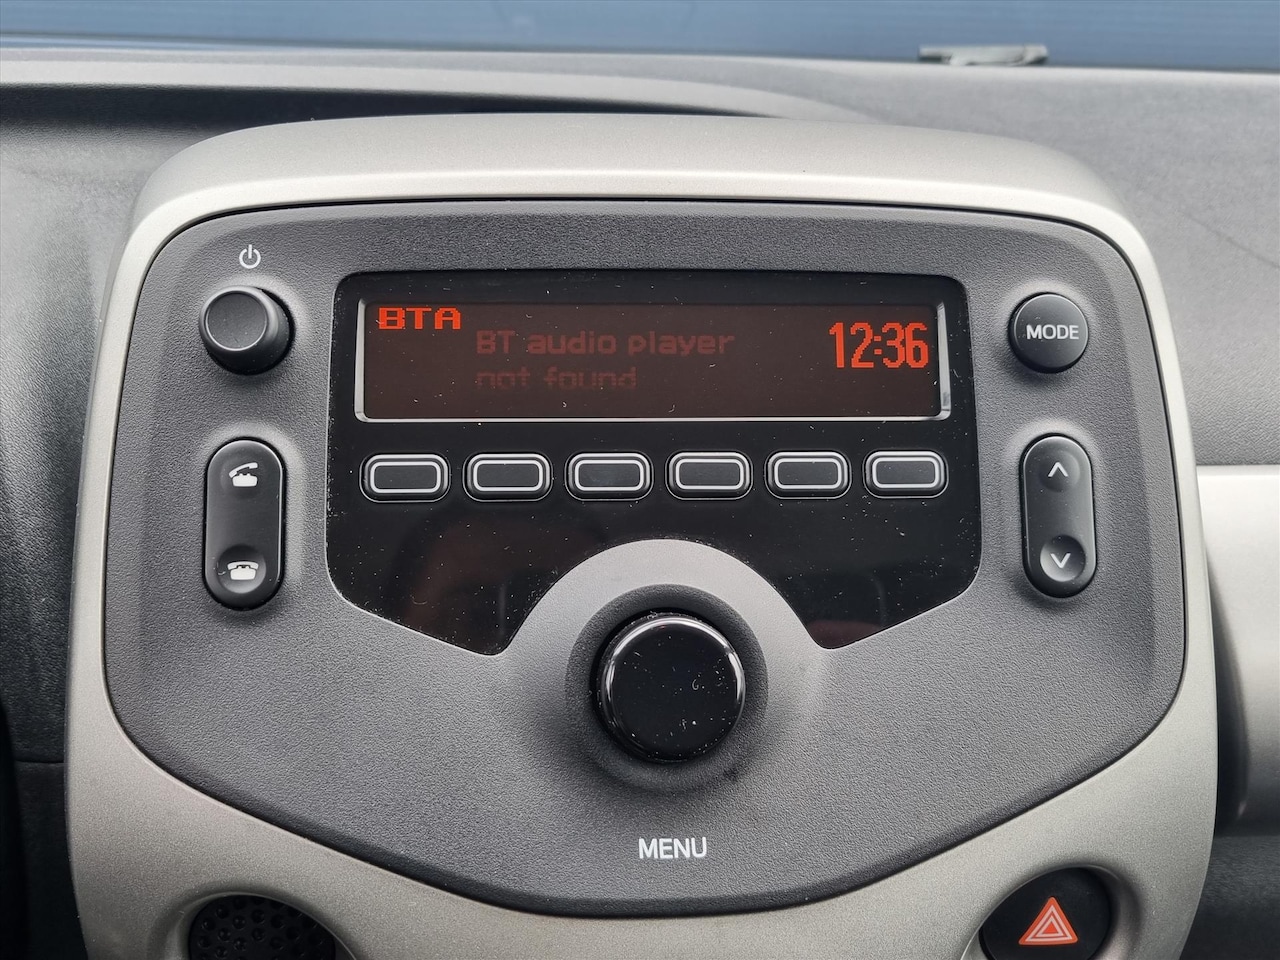 BTA
BT audio player
not found
12:36
MODE
MENU